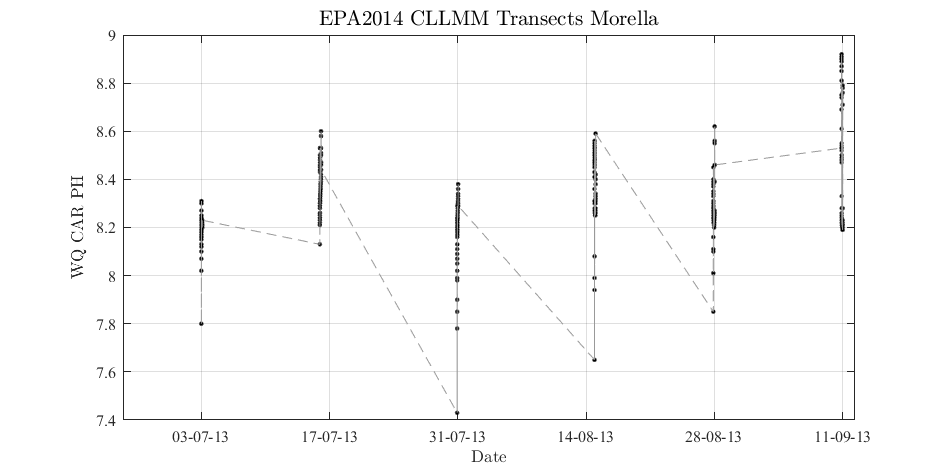 EPA2014 CLLMM Transects Morella
WQ CAR PH
9
8.8
8.6
8.4
8.2
8
7.8
7.6
7.4
03-07-13 17-07-13 31-07-13 14-08-13 28-08-13 11-09-13
Date